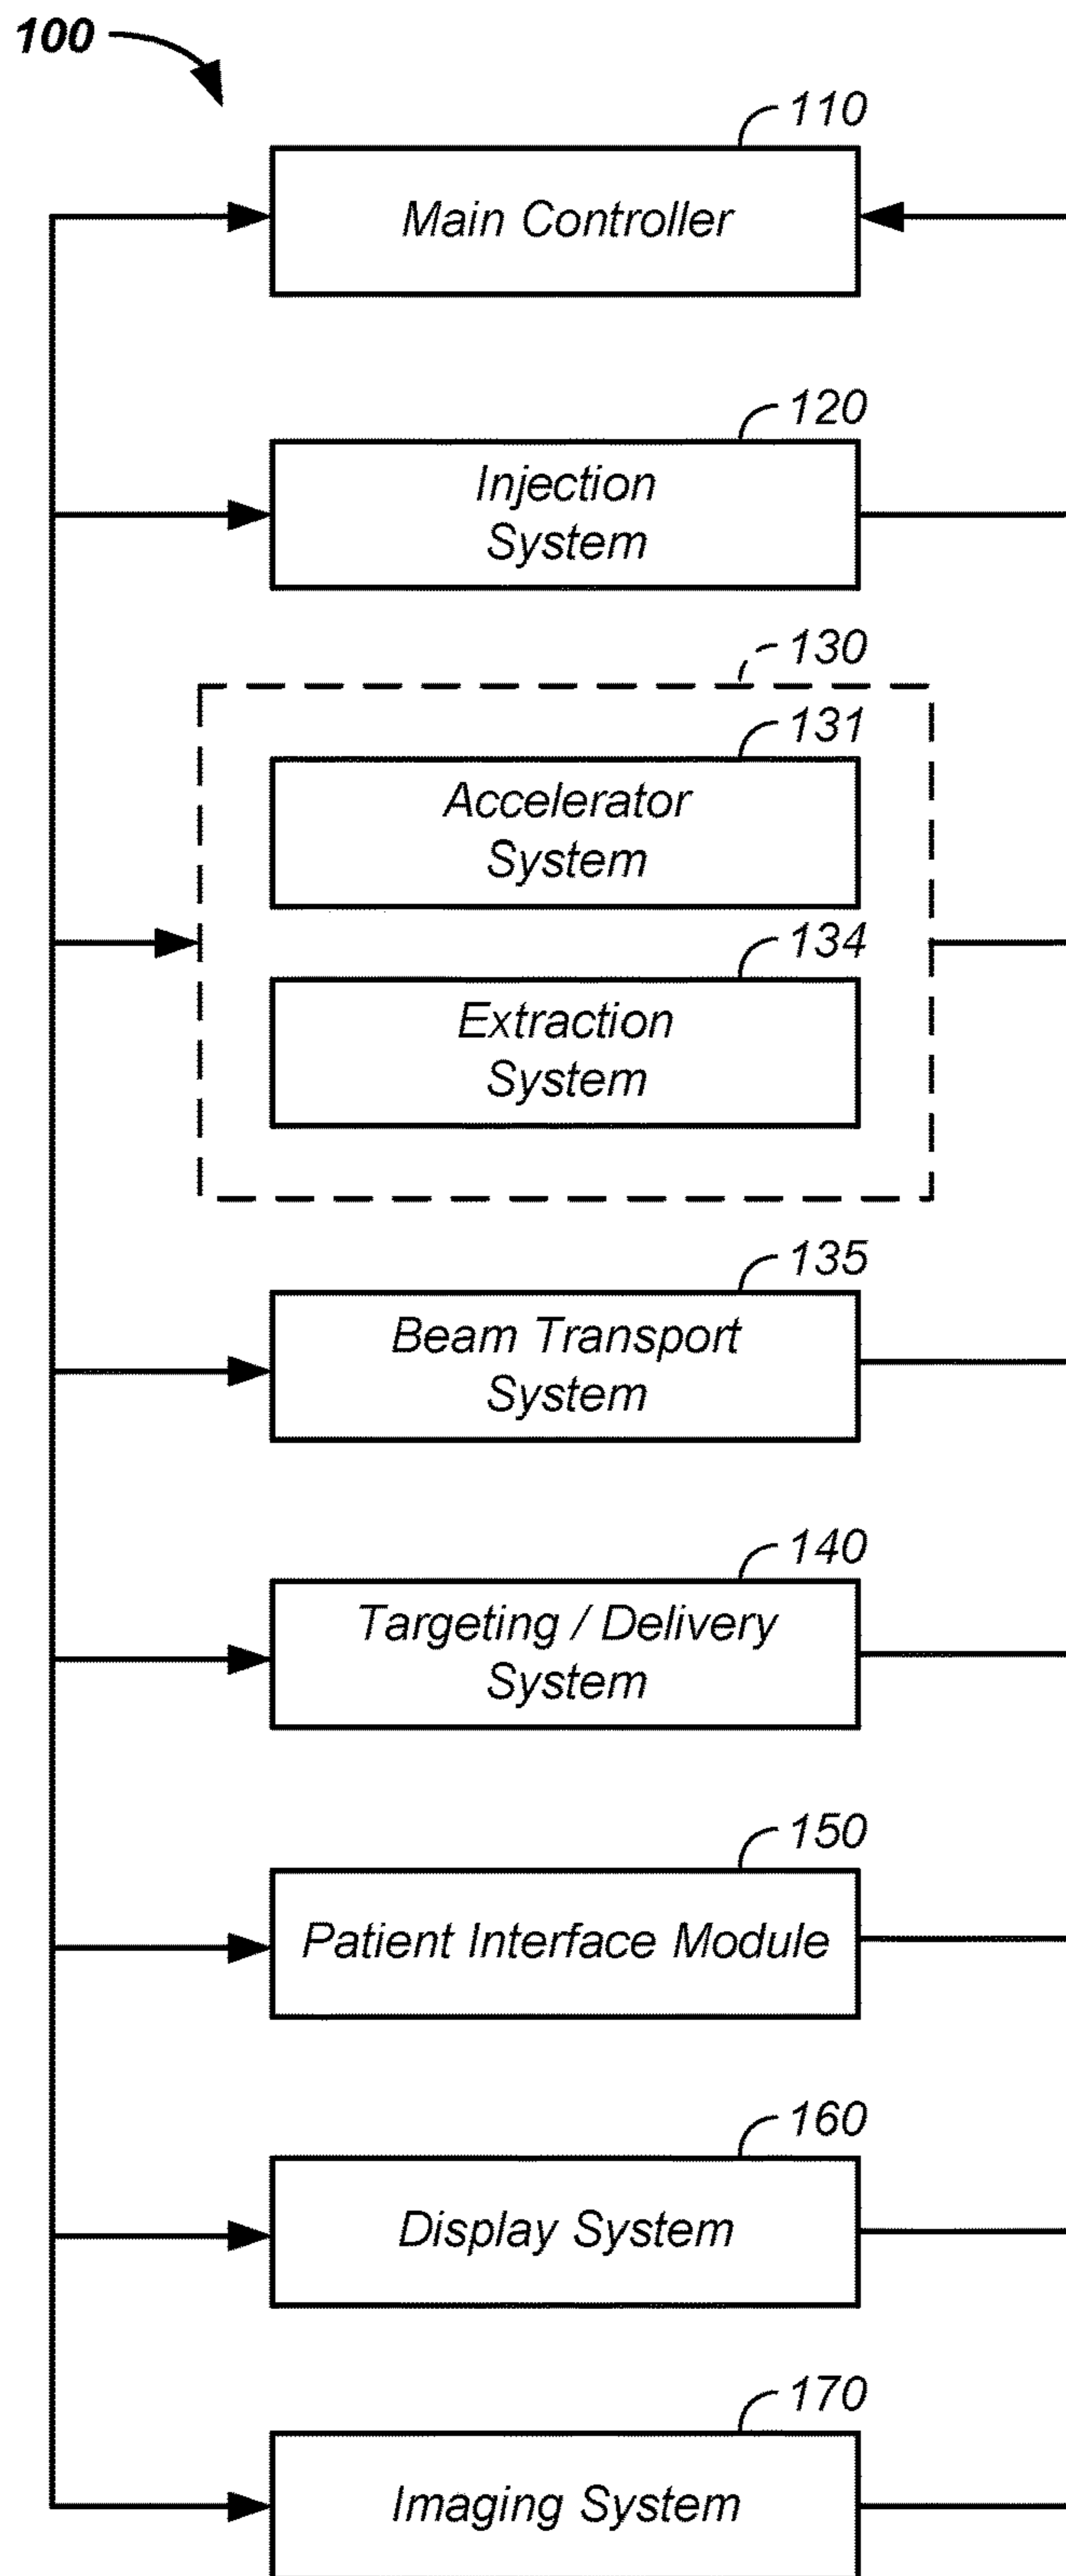 100
110
Main Controller
120
Injection
System
130
131
Accelerator
System
134
Extraction
System
135
Beam Transport
System
140
Targeting / Delivery
System
150
Patient Interface Module
160
Display System
170
Imaging System